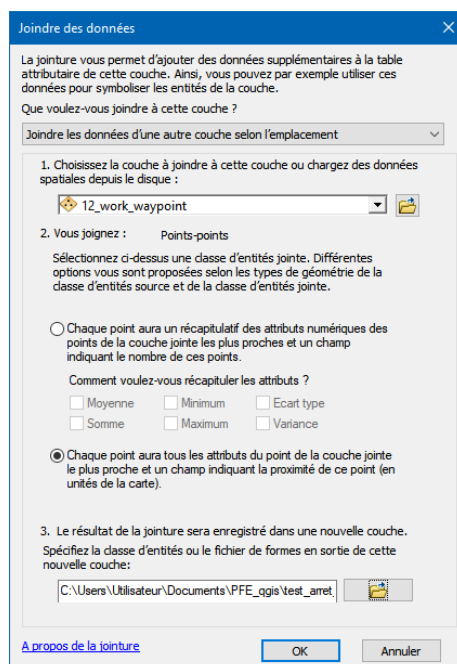 Joindre des données
La jointure vous permet d'ajouter des données supplémentaires à la table
attributaire de cette couche. Ainsi, vous pouvez par exemple utiliser ces
données pour symboliser les entités de la couche.
Que voulez-vous joindre à cette couche ?
Joindre les données d'une autre couche selon l'emplacement
1. Choisissez la couche à joindre à cette couche ou chargez des données
spatiales depuis le disque :
12_work_waypoint
2. Vous joignez : Points-points
Sélectionnez ci-dessus une classe d'entités jointe. Différentes
options vous sont proposées selon les types de géométrie de la
classe d'entités source et de la classe d'entités jointe.
Chaque point aura un récapitulatif des attributs numériques des
points de la couche jointe les plus proches et un champ
indiquant le nombre de ces points.
Comment voulez-vous récapituler les attributs ?
Moyenne Minimum Ecart type
Somme Maximum Variance
Chaque point aura tous les attributs du point de la couche jointe
le plus proche et un champ indiquant la proximité de ce point (en
unités de la carte).
3. Le résultat de la jointure sera enregistré dans une nouvelle couche.
Spécifiez la classe d'entités ou le fichier de formes en sortie de cette
nouvelle couche:
C:\Users\Utilisateur\Documents\PFE_qgis\test_arret_
A propos de la jointure OK Annuler